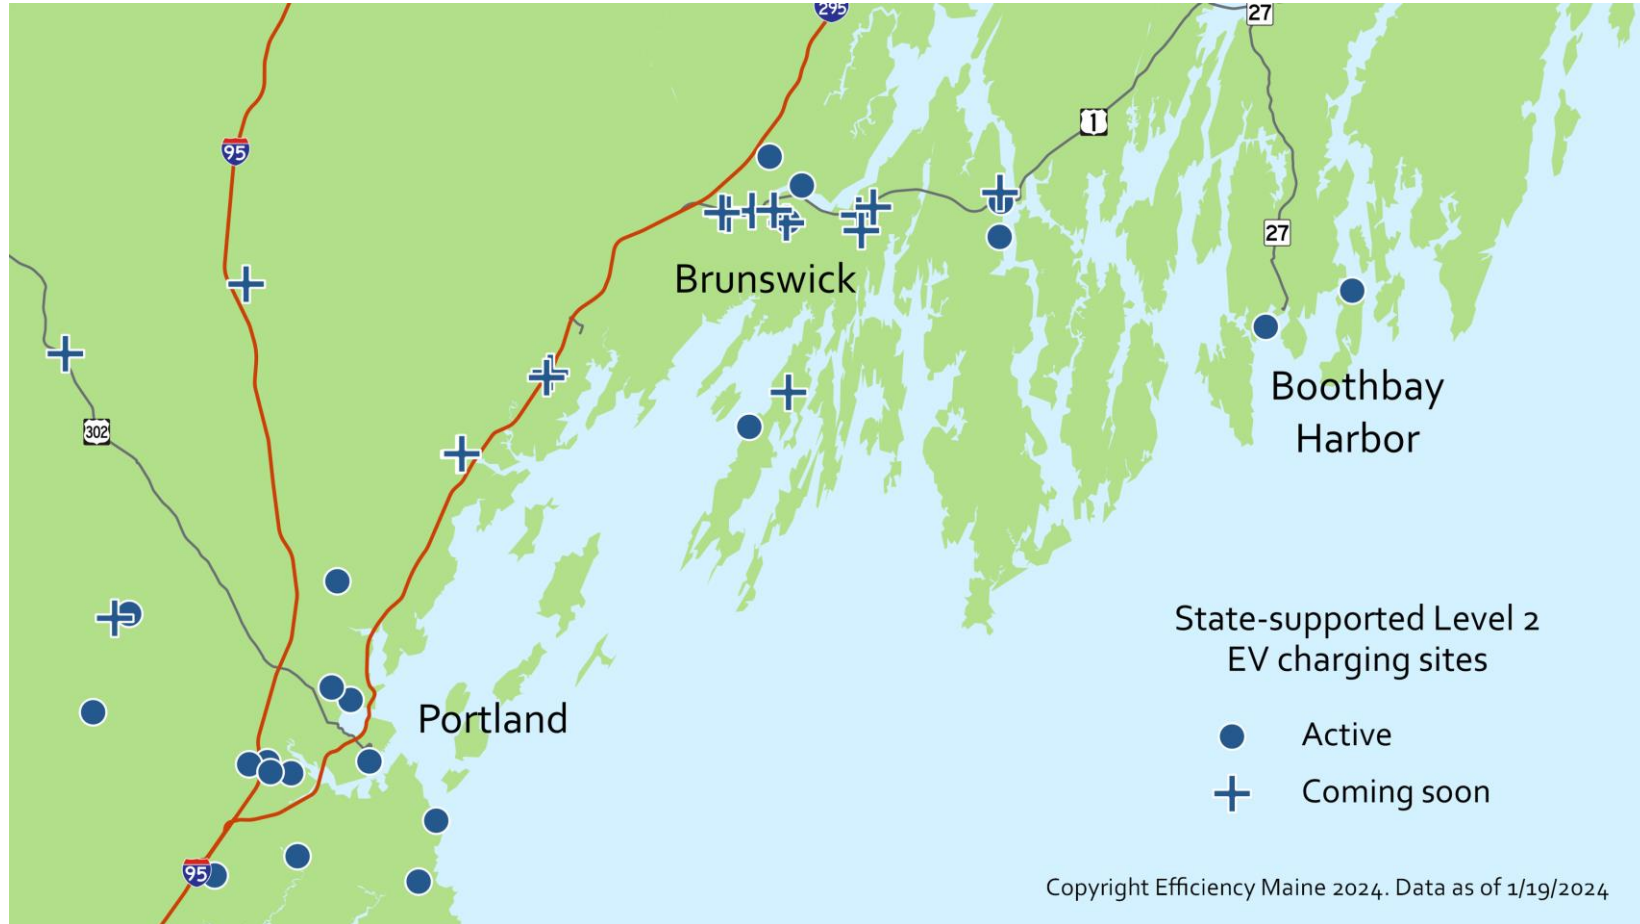 295
27
1
95
27
Brunswick
Boothbay
Harbor
302
State-supported Level 2
EV charging sites
Portland
Active
Coming soon
95
Copyright Efficiency Maine 2024. Data as of 1/19/2024